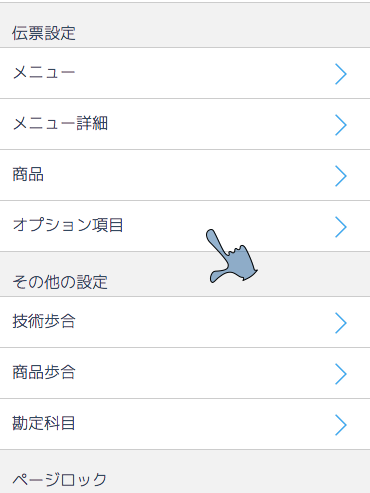 伝票設定
メニュー
メニュー詳細
商品
オプション項目
その他の設定
技術歩合
商品歩合
勘定科目
ページロック